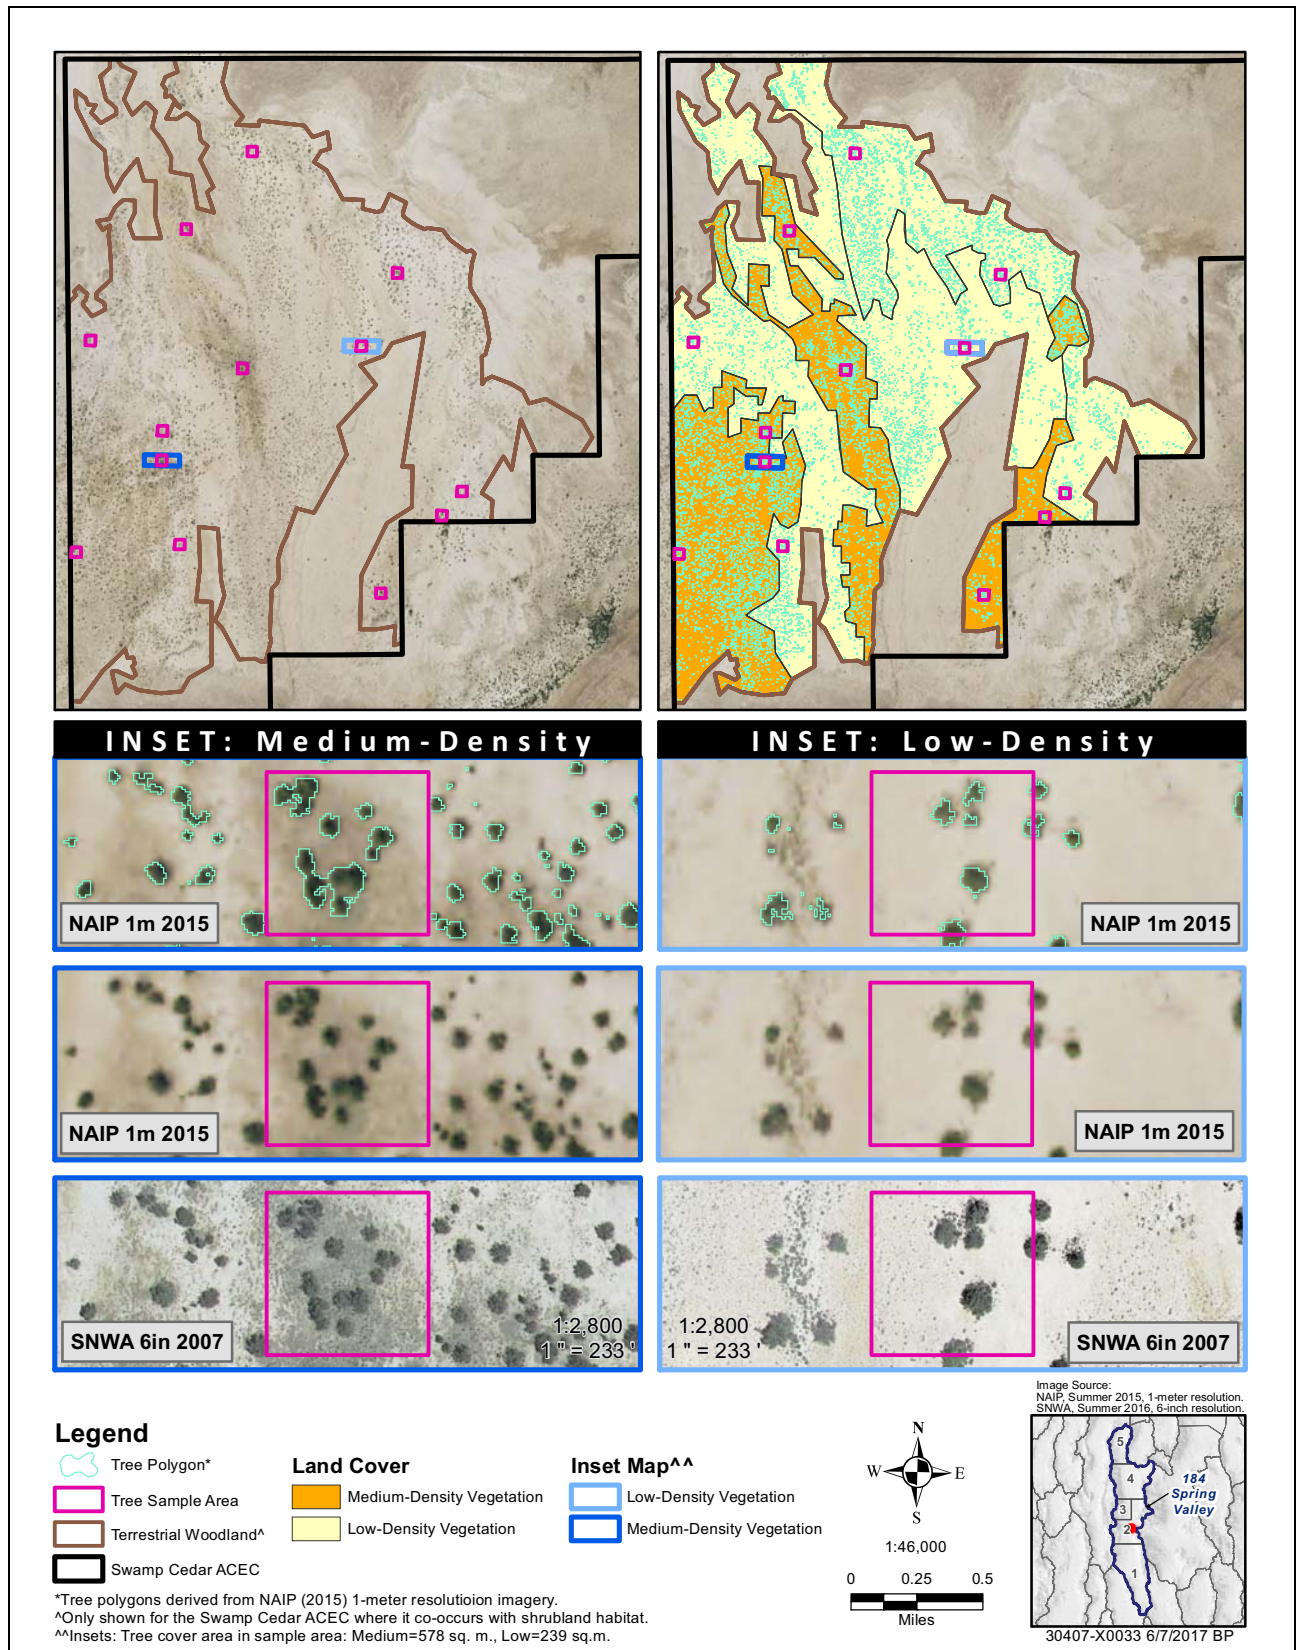 INSET: Medium-Density
INSET: Low-Density
NAIP 1m 2015
NAIP 1m 2015
NAIP 1m 2015
NAIP 1m 2015
SNWA 6in 2007
1:2,800
1 " = 233 '
1:2,800
1 " = 233 '
SNWA 6in 2007
Legend
Tree Polygon*
Tree Sample Area
Terrestrial Woodland^
Swamp Cedar ACEC
Land Cover
Medium-Density Vegetation
Low-Density Vegetation
Inset Map^^
Low-Density Vegetation
Medium-Density Vegetation
N
W E
S
1:46,000
0 0.25 0.5
Miles
Image Source:
NAIP, Summer 2015, 1-meter resolution.
SNWA, Summer 2016, 6-inch resolution.
5
4
3
2
1
184
Spring
Valley
*Tree polygons derived from NAIP (2015) 1-meter resolutioion imagery.
^Only shown for the Swamp Cedar ACEC where it co-occurs with shrubland habitat.
^^Insets: Tree cover area in sample area: Medium=578 sq. m., Low=239 sq.m.
30407-X0033 6/7/2017 BP